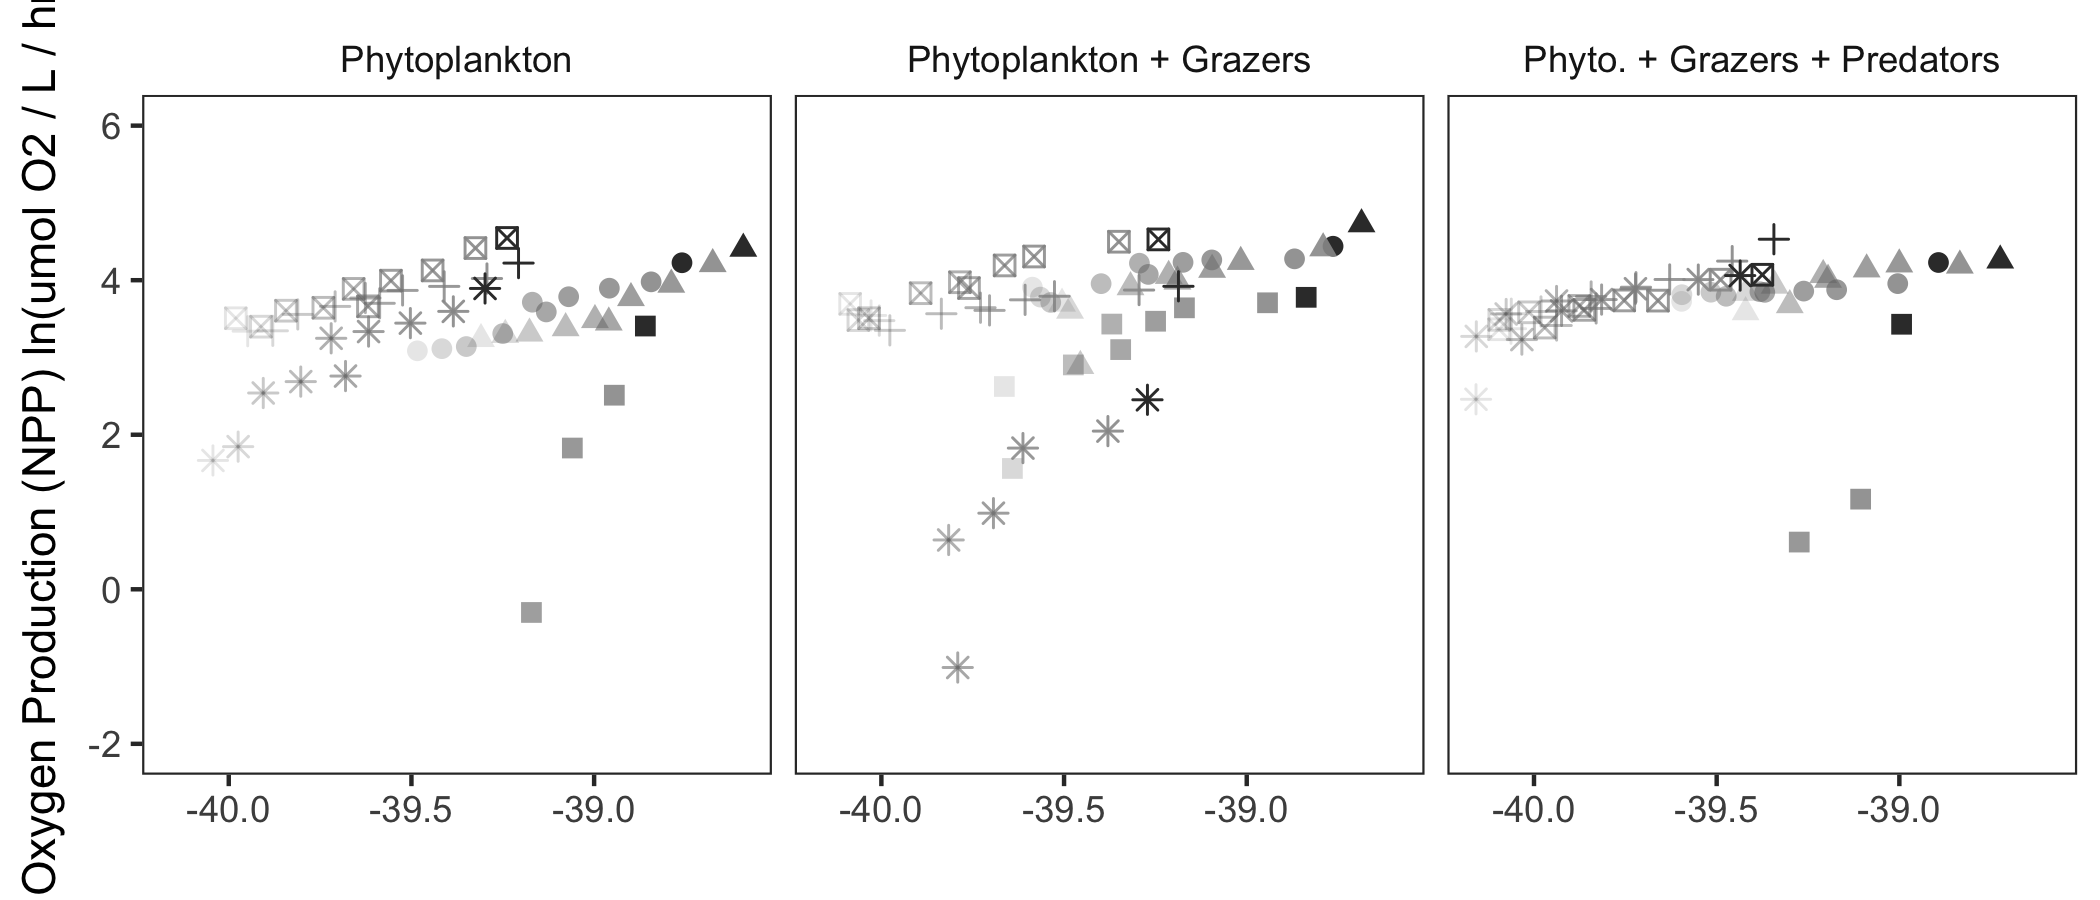 Phytoplankton
Phytoplankton + Grazers
Phyto. + Grazers + Predators
Oxygen Production (NPP) ln(umol O2 / L /
6
4
2
0
-2
-40.0 -39.5 -39.0
-40.0 -39.5 -39.0
-40.0 -39.5 -39.0